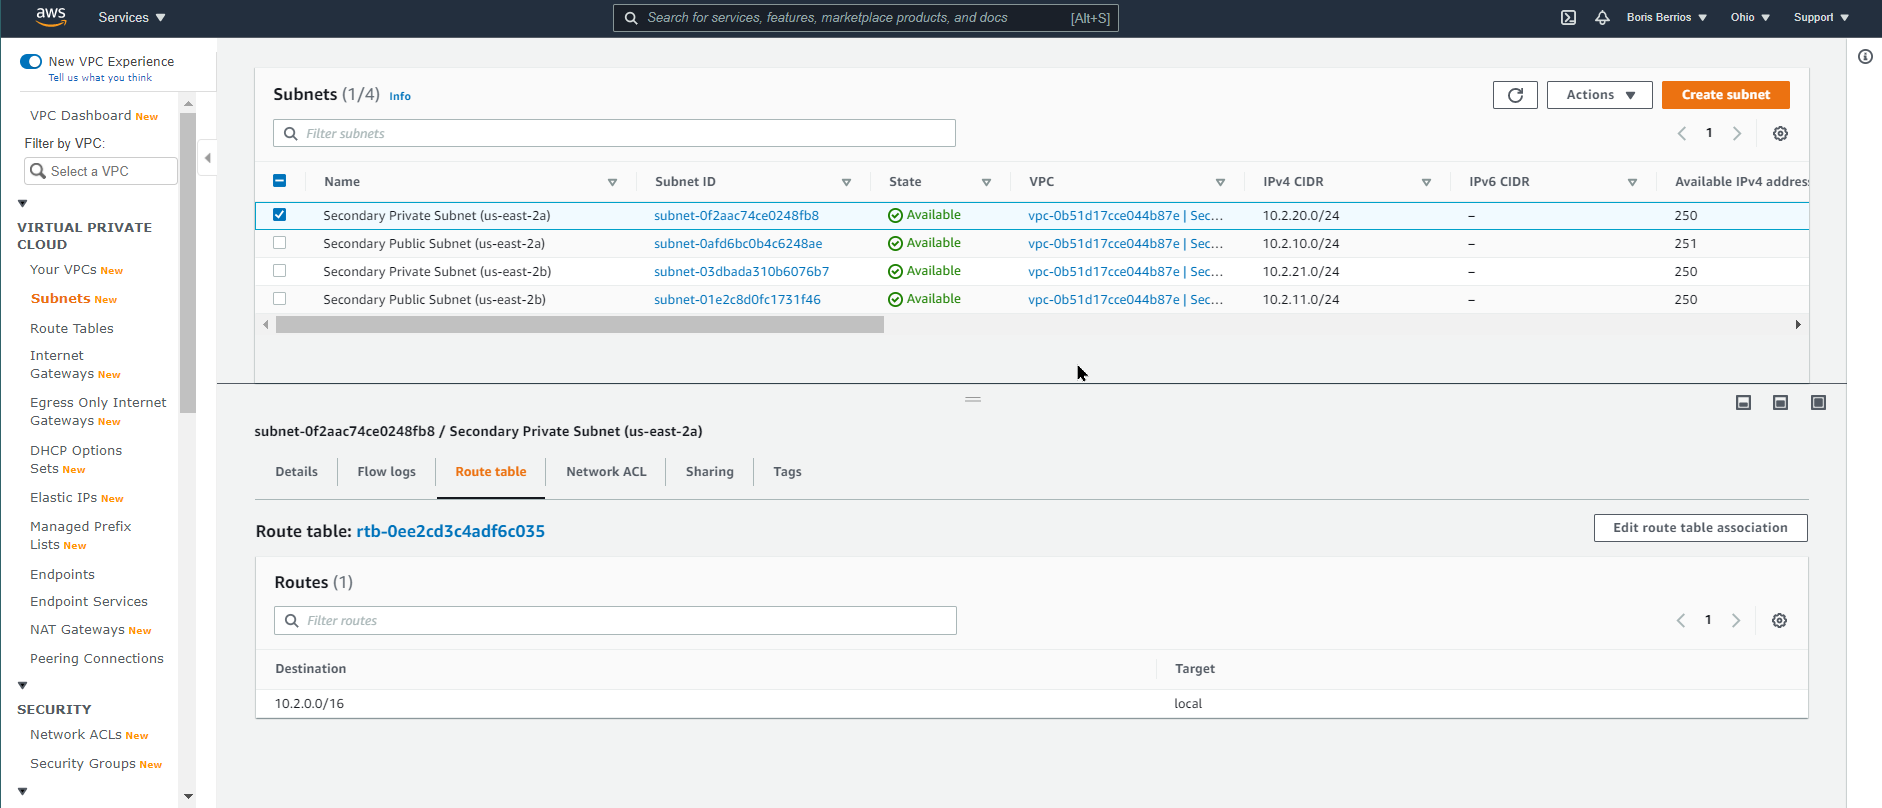 aws
Services
Search for services, features, marketplace products, and docs
[Alt+S]
Boris Berrios
Ohio
Support
New VPC Experience
Tell us what you think
VPC Dashboard New
Filter by VPC:
Select a VPC
VIRTUAL PRIVATE
CLOUD
Your VPCs New
Subnets New
Route Tables
Internet
Gateways New
Egress Only Internet
Gateways New
DHCP Options
Sets New
Elastic IPs New
Managed Prefix
Lists New
Endpoints
Endpoint Services
NAT Gateways New
Peering Connections
SECURITY
Network ACLs New
Security Groups New
Subnets (1/4) Info
Actions
Create subnet
Filter subnets
1
Name Subnet ID State VPC IPv4 CIDR IPv6 CIDR Available IPv4 addres
Secondary Private Subnet (us-east-2a) subnet-0f2aac74ce0248fb8 Available vpc-0b51d17cce044b87e | Sec... 10.2.20.0/24 – 250
Secondary Public Subnet (us-east-2a) subnet-0afd6bc0b4c6248ae Available vpc-0b51d17cce044b87e | Sec... 10.2.10.0/24 – 251
Secondary Private Subnet (us-east-2b) subnet-03dbada310b6076b7 Available vpc-0b51d17cce044b87e | Sec... 10.2.21.0/24 – 250
Secondary Public Subnet (us-east-2b) subnet-01e2c8d0fc1731f46 Available vpc-0b51d17cce044b87e | Sec... 10.2.11.0/24 – 250
subnet-0f2aac74ce0248fb8 / Secondary Private Subnet (us-east-2a)
Details Flow logs Route table Network ACL Sharing Tags
Route table: rtb-0ee2cd3c4adf6c035
Edit route table association
Routes (1)
Filter routes
1
Destination Target
10.2.0.0/16 local